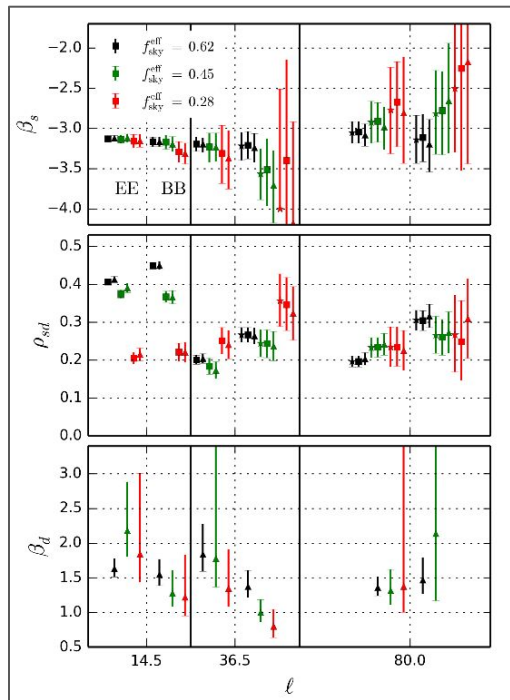 −2.0
−2.5
−3.0
−3.5
−4.0
β_s
f_sky^eff = 0.62
f_sky^eff = 0.45
f_sky^eff = 0.28
EE BB
0.5
0.4
0.3
0.2
0.1
0.0
ρ_sd
3.0
2.5
2.0
1.5
1.0
0.5
β_d
14.5 36.5 80.0
ℓ